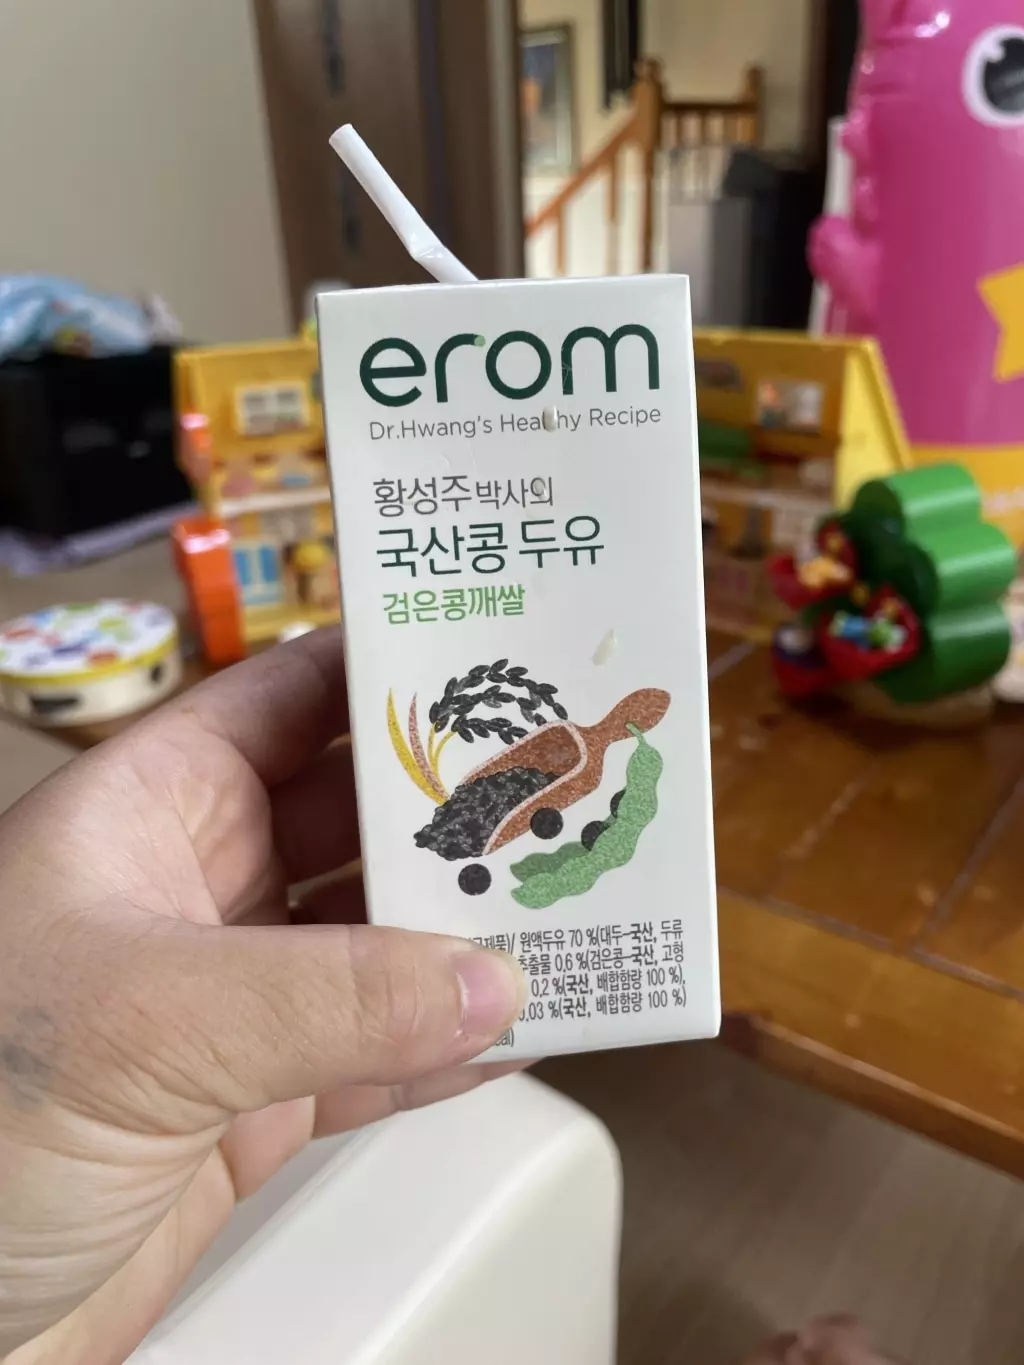 erom
Dr.Hwang's Healthy Recipe
황성주 박사의
국산콩 두유
검은콩깨쌀
원액두유 70 %(대두–국산, 두류
추출물 0.6 %(검은콩–국산, 고형
0.2 %(국산, 배합함량 100 %),
0.03 %(국산, 배합함량 100 %)